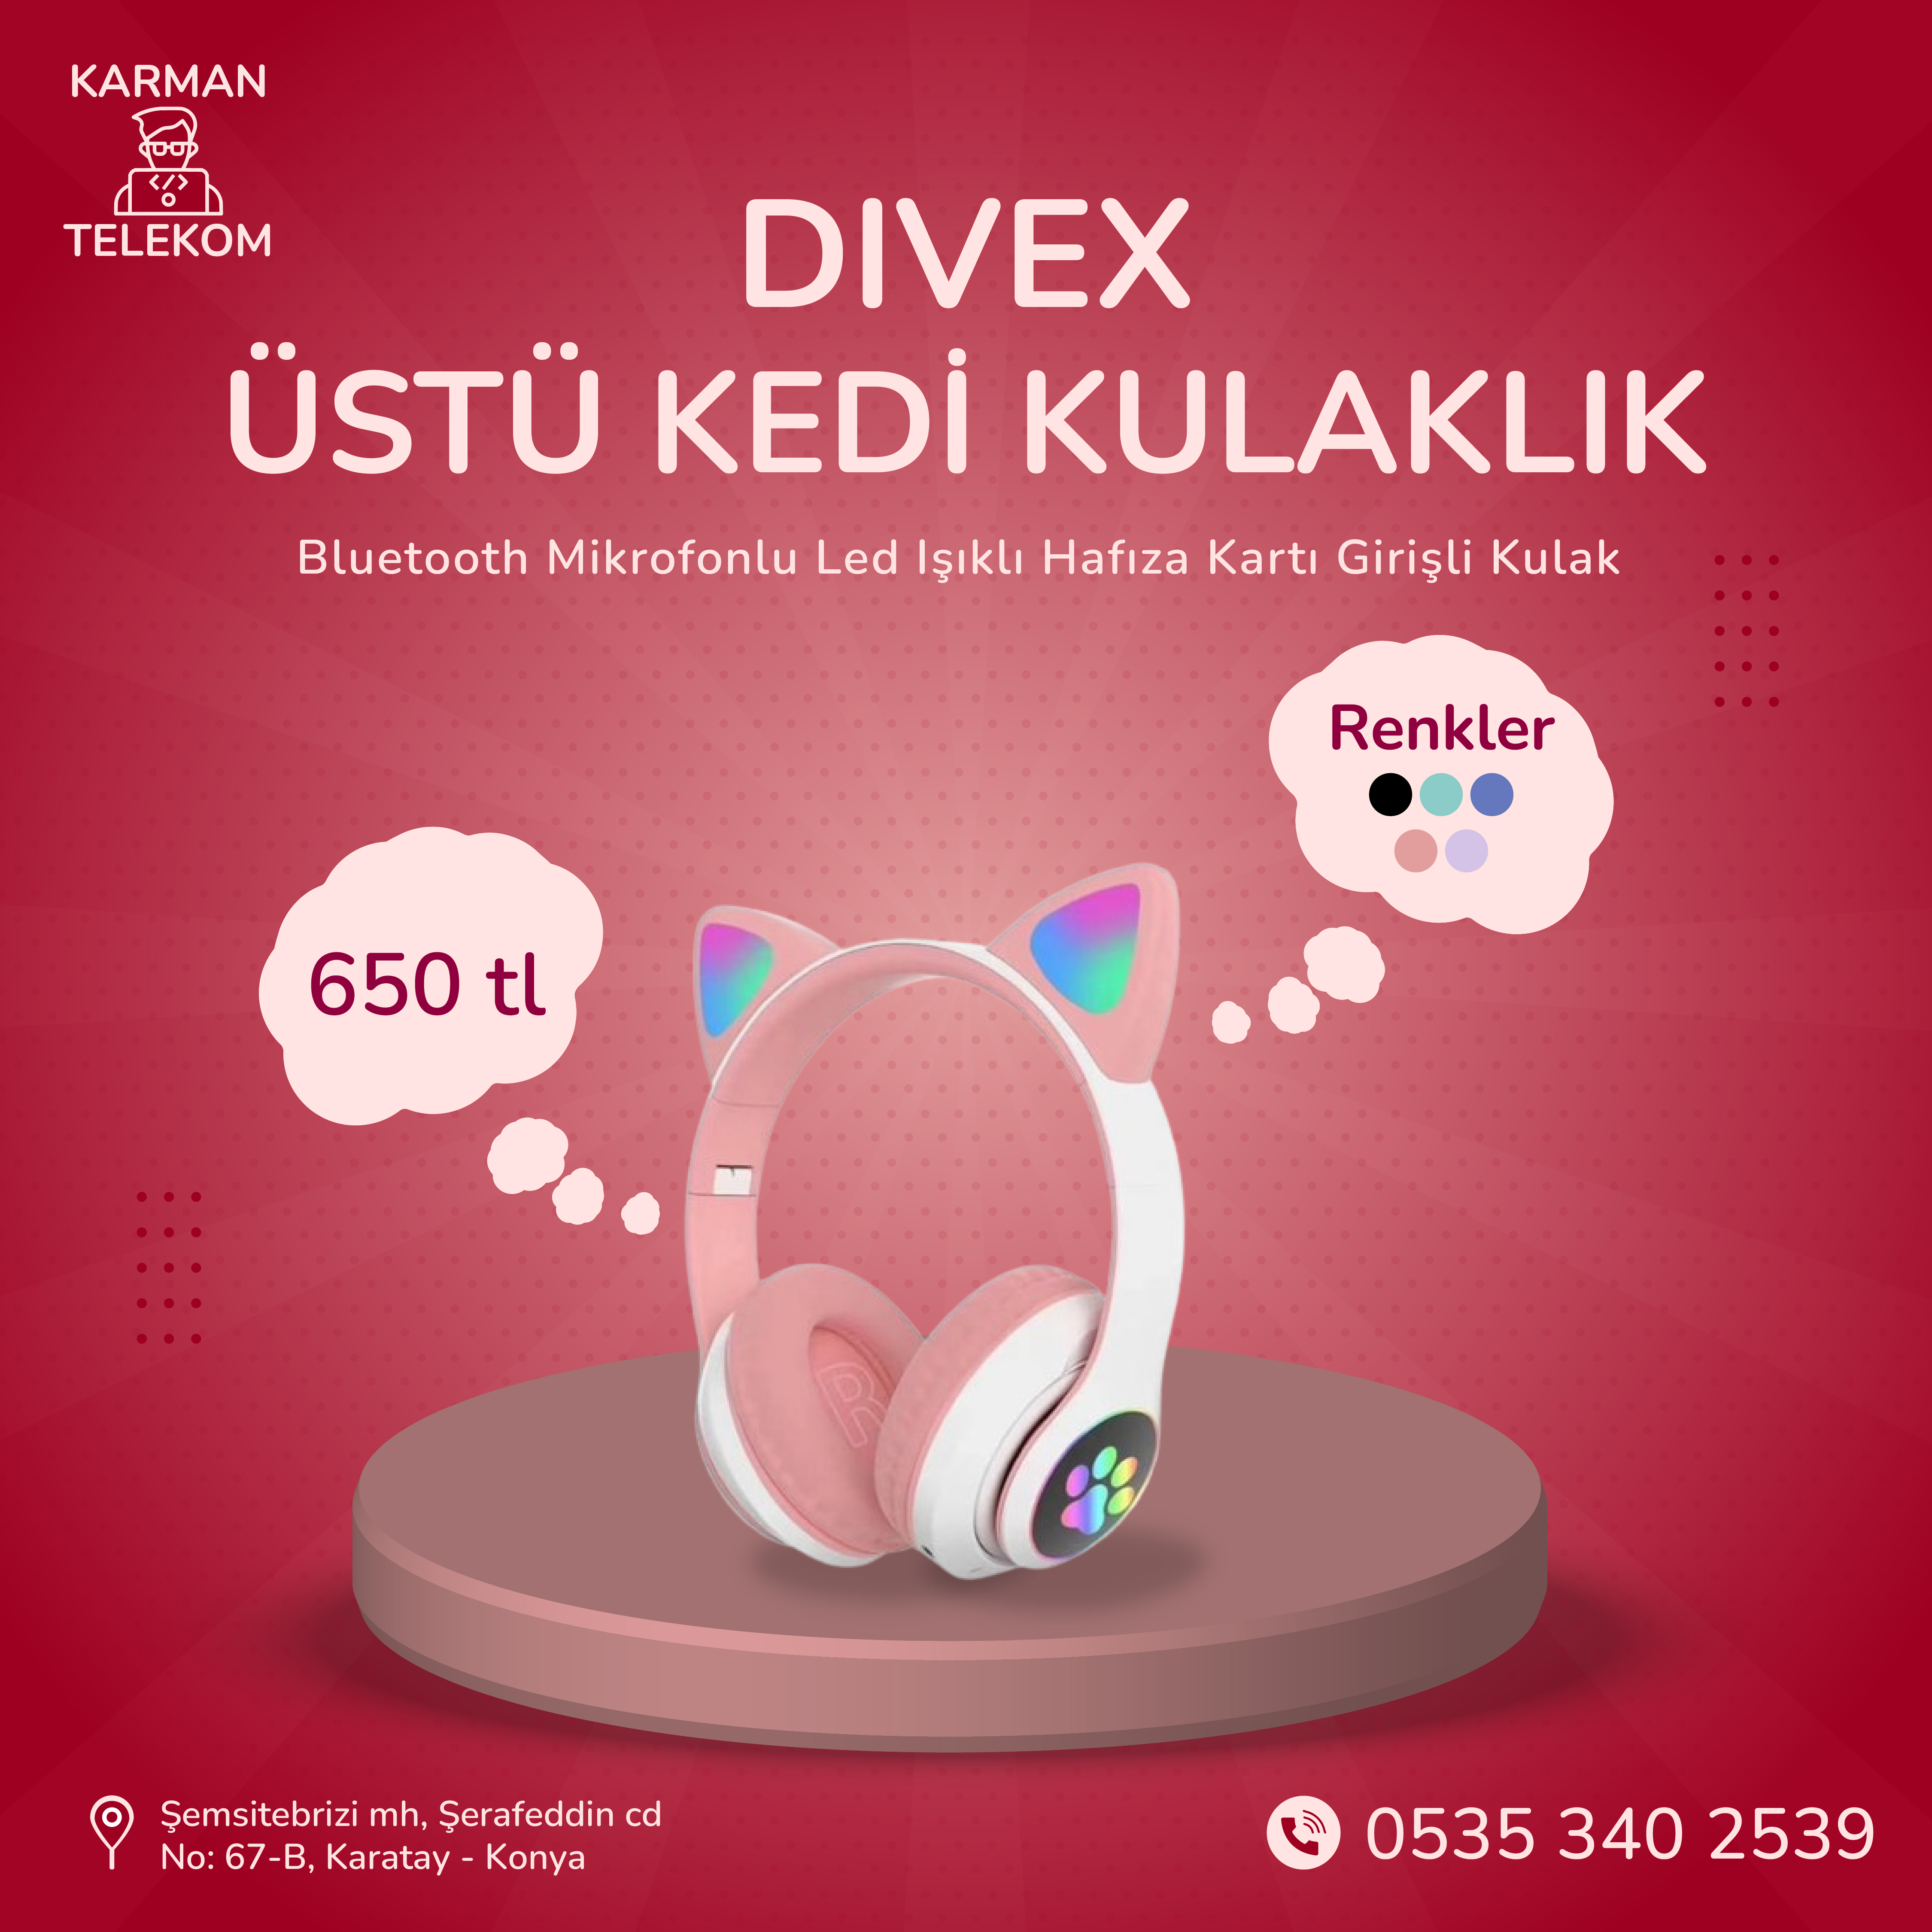 KARMAN
TELEKOM
DIVEX
ÜSTÜ KEDİ KULAKLIK
Bluetooth Mikrofonlu Led Işıklı Hafıza Kartı Girişli Kulak
Renkler
650 tl
R
Şemsitebrizi mh, Şerafeddin cd
No: 67-B, Karatay - Konya
0535 340 2539